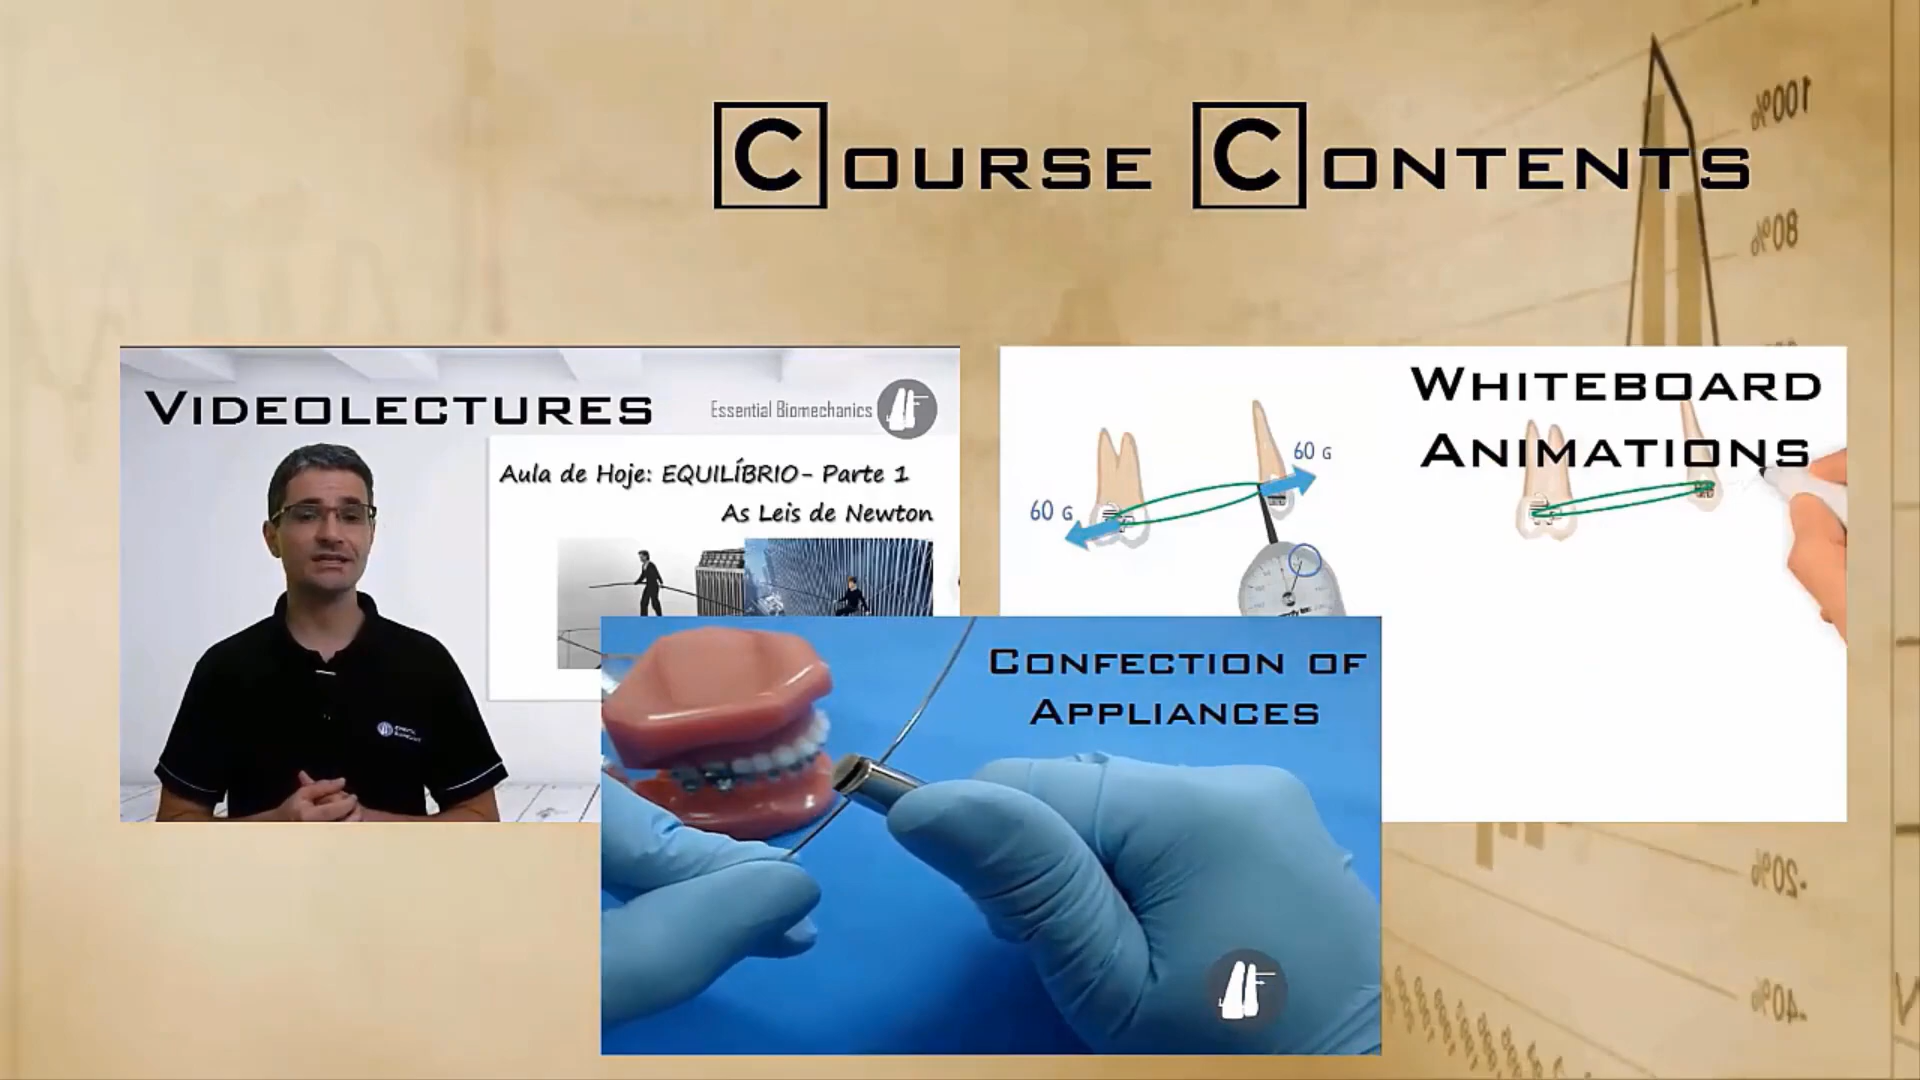 COURSE CONTENTS
VIDEOLECTURES
Essential Biomechanics
Aula de Hoje: EQUILÍBRIO- Parte 1
As Leis de Newton
WHITEBOARD
ANIMATIONS
60 G
60 G
CONFECTION OF
APPLIANCES
100%
80%
-20%
-40%